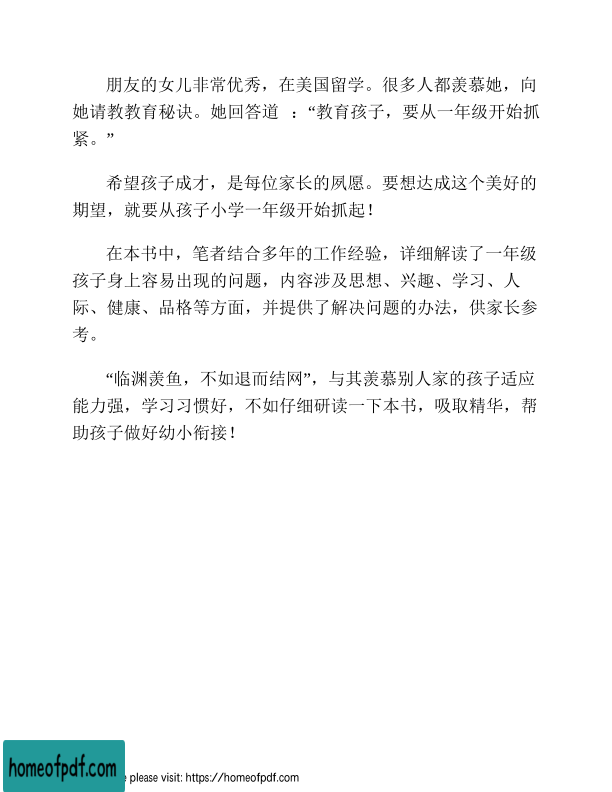 朋友的女儿非常优秀，在美国留学。很多人都羡慕她，向
她请教教育秘诀。她回答道 ：“教育孩子，要从一年级开始抓
紧。”
希望孩子成才，是每位家长的夙愿。要想达成这个美好的
期望，就要从孩子小学一年级开始抓起！
在本书中，笔者结合多年的工作经验，详细解读了一年级
孩子身上容易出现的问题，内容涉及思想、兴趣、学习、人
际、健康、品格等方面，并提供了解决问题的办法，供家长参
考。
“临渊羡鱼，不如退而结网”，与其羡慕别人家的孩子适应
能力强，学习习惯好，不如仔细研读一下本书，吸取精华，帮
助孩子做好幼小衔接！
homeofpdf.com
e please visit: https://homeofpdf.com